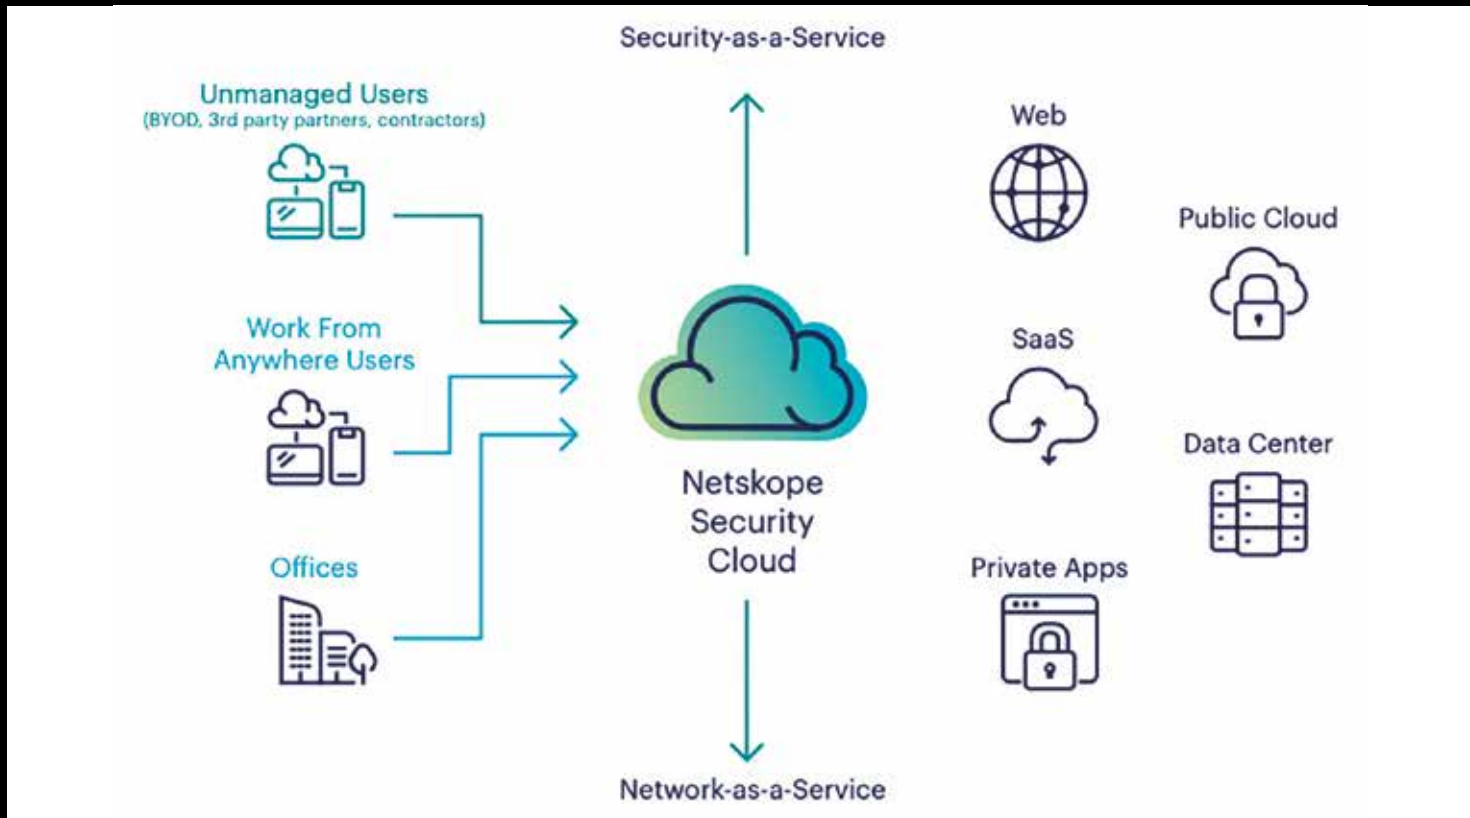 Security-as-a-Service
Unmanaged Users
(BYOD, 3rd party partners, contractors)
Work From
Anywhere Users
Offices
Netskope
Security
Cloud
Network-as-a-Service
Web
Public Cloud
SaaS
Data Center
Private Apps